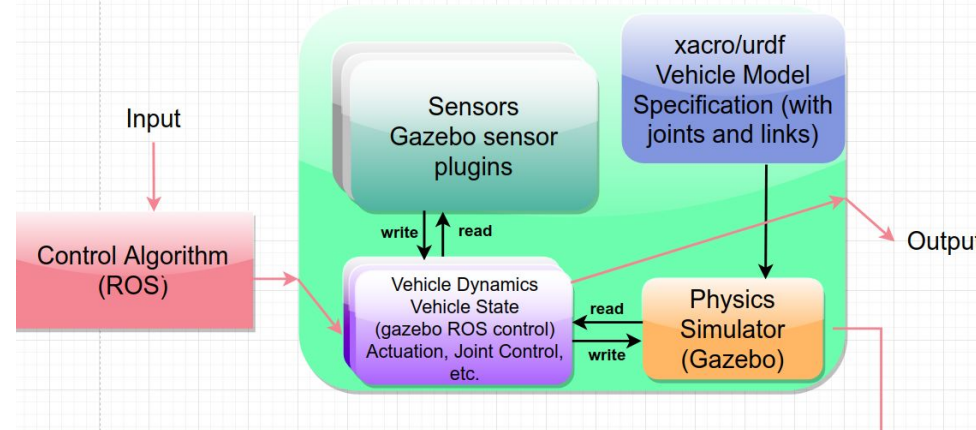 Input
Control Algorithm
(ROS)
Sensors
Gazebo sensor
plugins
xacro/urdf
Vehicle Model
Specification (with
joints and links)
write
read
Vehicle Dynamics
Vehicle State
(gazebo ROS control)
Actuation, Joint Control,
etc.
read
write
Physics
Simulator
(Gazebo)
Output